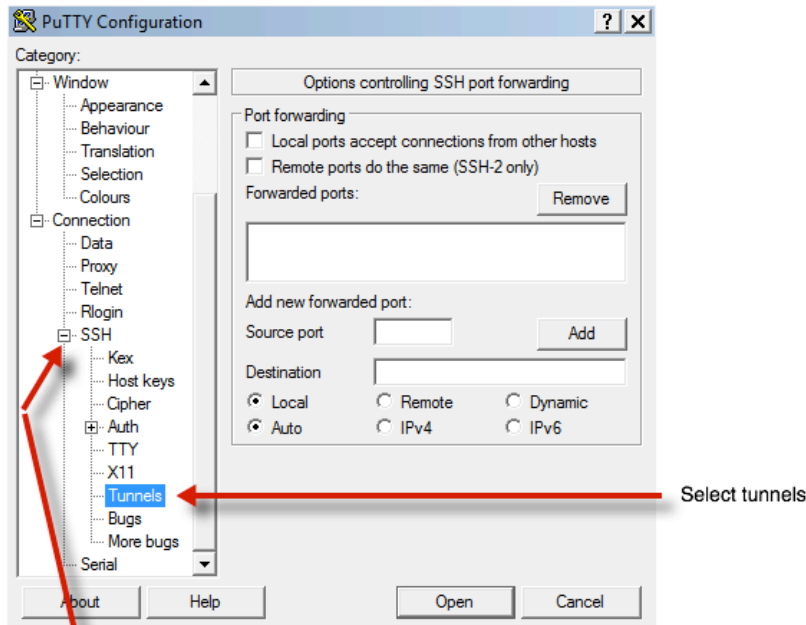 PuTTY Configuration
Category:
Window
Appearance
Behaviour
Translation
Selection
Colours
Connection
Data
Proxy
Telnet
Rlogin
SSH
Kex
Host keys
Cipher
Auth
TTY
X11
Tunnels
Bugs
More bugs
Serial
Options controlling SSH port forwarding
Port forwarding
Local ports accept connections from other hosts
Remote ports do the same (SSH-2 only)
Forwarded ports:
Remove
Add new forwarded port:
Source port
Add
Destination
Local Remote Dynamic
Auto IPv4 IPv6
Select tunnels
About Help Open Cancel